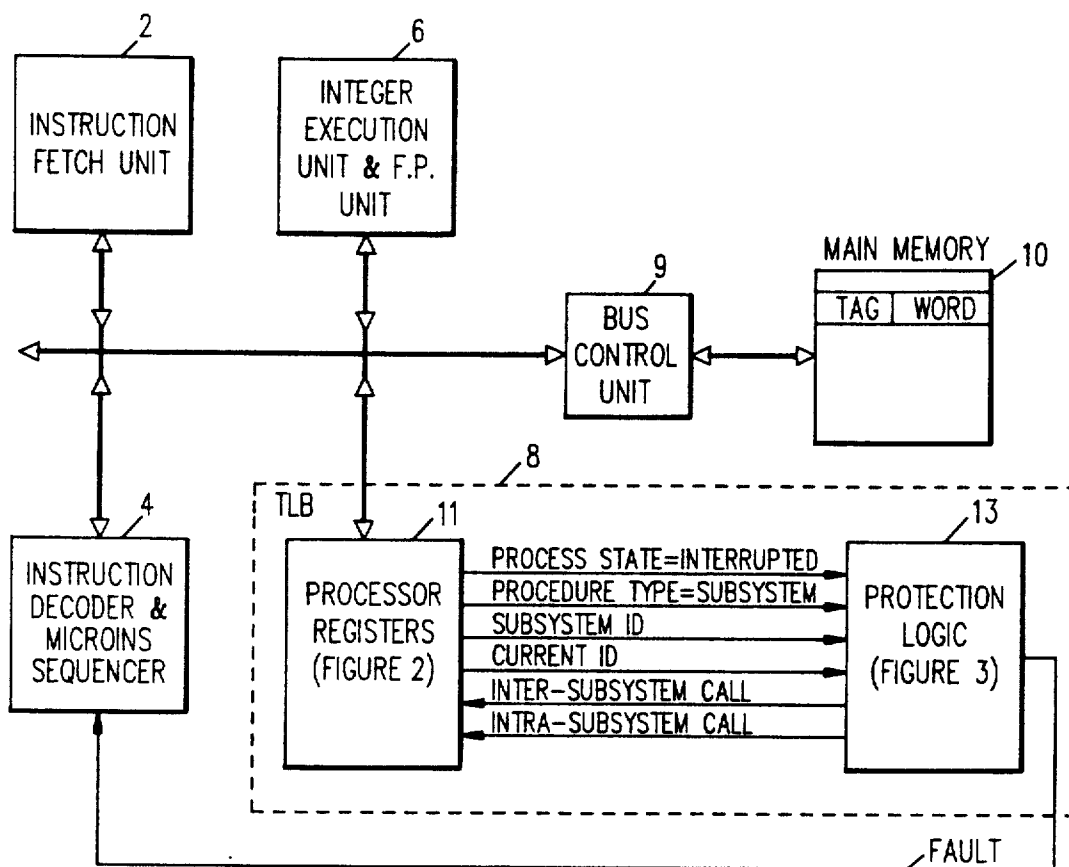 2
INSTRUCTION
FETCH UNIT
6
INTEGER
EXECUTION
UNIT & F.P.
UNIT
9
BUS
CONTROL
UNIT
MAIN MEMORY
10
TAG WORD
4
INSTRUCTION
DECODER &
MICROINS
SEQUENCER
8
TLB
11
PROCESSOR
REGISTERS
(FIGURE 2)
PROCESS STATE=INTERRUPTED
PROCEDURE TYPE=SUBSYSTEM
SUBSYSTEM ID
CURRENT ID
INTER-SUBSYSTEM CALL
INTRA-SUBSYSTEM CALL
13
PROTECTION
LOGIC
(FIGURE 3)
FAULT